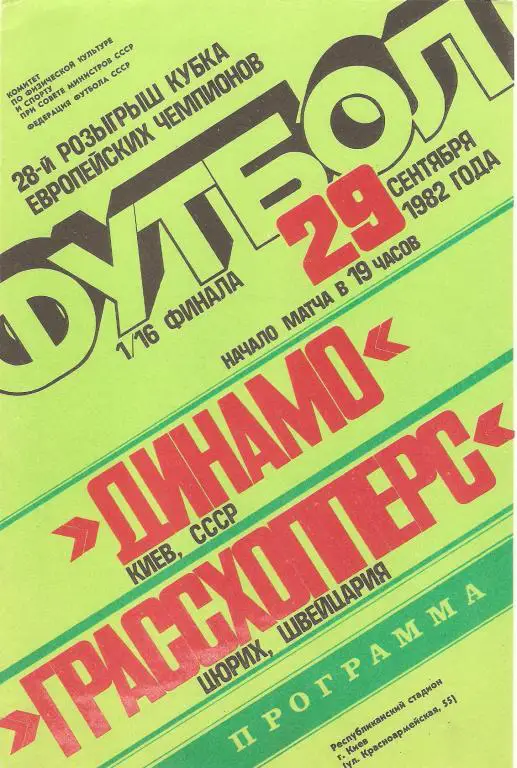 КОМИТЕТ
ПО ФИЗИЧЕСКОЙ КУЛЬТУРЕ
И СПОРТУ
ПРИ СОВЕТЕ МИНИСТРОВ СССР
ФЕДЕРАЦИЯ ФУТБОЛА СССР
28-й РОЗЫГРЫШ КУБКА
ЕВРОПЕЙСКИХ ЧЕМПИОНОВ
ФУТБОЛ
1/16 ФИНАЛА
29 СЕНТЯБРЯ
1982 ГОДА
НАЧАЛО МАТЧА В 19 ЧАСОВ
»ДИНАМО«
КИЕВ, СССР
»ГРАССХОППЕРС«
ЦЮРИХ, ШВЕЙЦАРИЯ
ПРОГРАММА
Республиканский стадион
г. Киев
(ул. Красноармейская, 55)